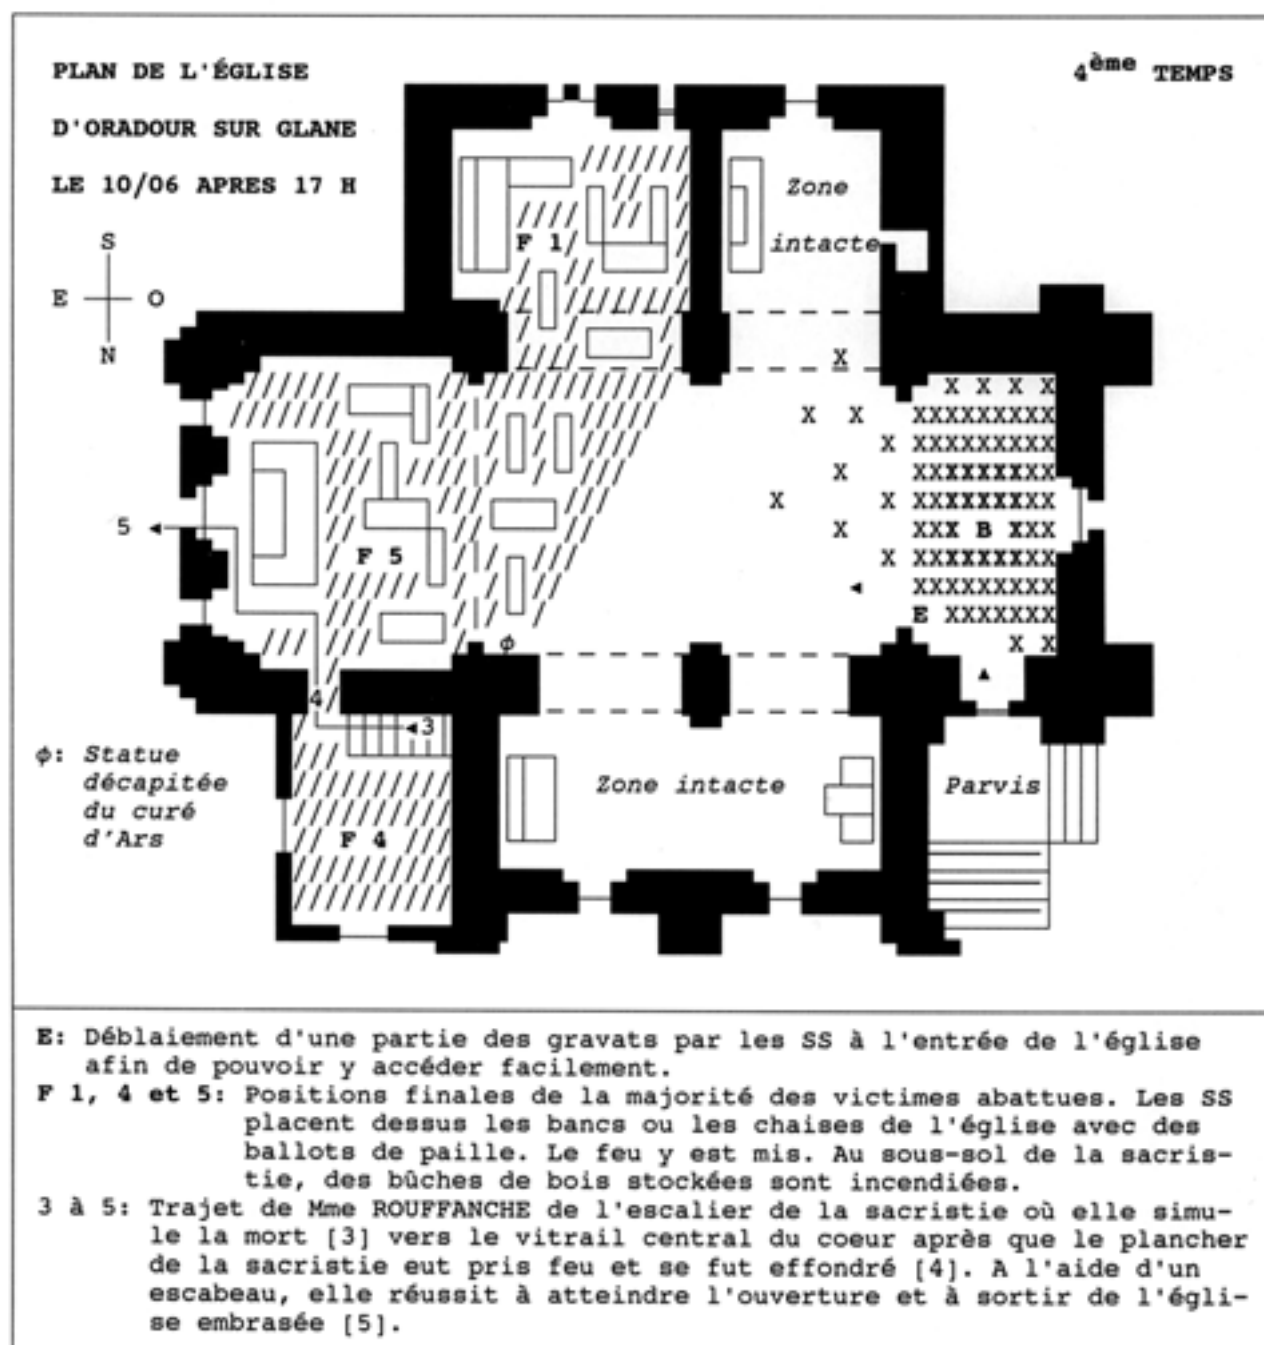 PLAN DE L'ÉGLISE
4ème TEMPS
D'ORADOUR SUR GLANE
LE 10/06 APRES 17 H
S
E O
N
Zone
intacte
F 1
X
X X X X
X X XXXXXXXXX
X XXXXXXXXX
X XXXXXXXXX
X X XXXXXXXXX
5
X XXX B XXX
F 5
X XXXXXXXXX
XXXXXXXXX
E XXXXXXX
ϕ
X X
4
3
ϕ: Statue
décapitée
du curé
d'Ars
Zone intacte
Parvis
F 4
E: Déblaiement d'une partie des gravats par les SS à l'entrée de l'église
afin de pouvoir y accéder facilement.
F 1, 4 et 5: Positions finales de la majorité des victimes abattues. Les SS
placent dessus les bancs ou les chaises de l'église avec des
ballots de paille. Le feu y est mis. Au sous-sol de la sacris-
tie, des bûches de bois stockées sont incendiées.
3 à 5: Trajet de Mme ROUFFANCHE de l'escalier de la sacristie où elle simu-
le la mort [3] vers le vitrail central du coeur après que le plancher
de la sacristie eut pris feu et se fut effondré [4]. A l'aide d'un
escabeau, elle réussit à atteindre l'ouverture et à sortir de l'égli-
se embrasée [5].